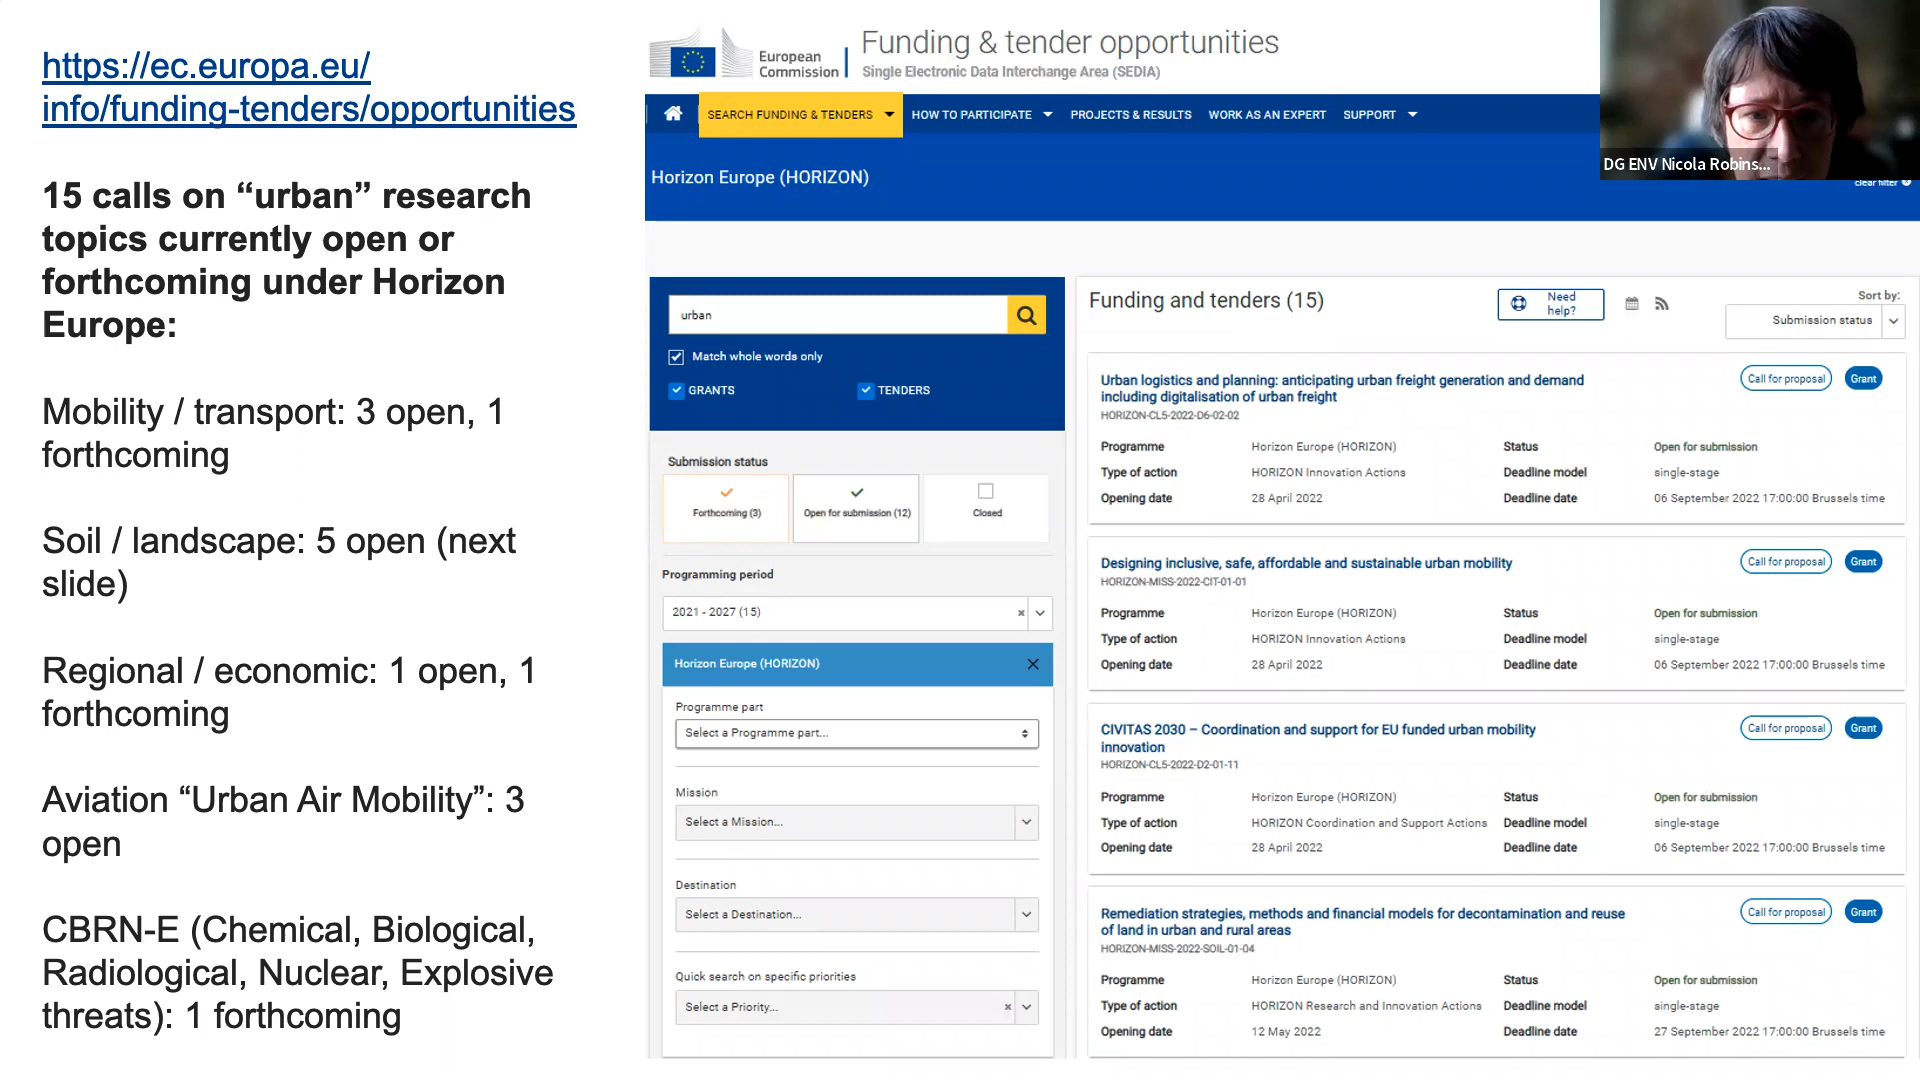 https://ec.europa.eu/
info/funding-tenders/opportunities
15 calls on “urban” research
topics currently open or
forthcoming under Horizon
Europe:
Mobility / transport: 3 open, 1
forthcoming
Soil / landscape: 5 open (next
slide)
Regional / economic: 1 open, 1
forthcoming
Aviation “Urban Air Mobility”: 3
open
CBRN-E (Chemical, Biological,
Radiological, Nuclear, Explosive
threats): 1 forthcoming
European
Commission
Funding & tender opportunities
Single Electronic Data Interchange Area (SEDIA)
SEARCH FUNDING & TENDERS HOW TO PARTICIPATE PROJECTS & RESULTS WORK AS AN EXPERT SUPPORT
DG ENV Nicola Robins...
Horizon Europe (HORIZON)
clear filter
urban
Match whole words only
GRANTS TENDERS
Submission status
Forthcoming (3) Open for submission (12) Closed
Programming period
2021 - 2027 (15)
Horizon Europe (HORIZON)
Programme part
Select a Programme part...
Mission
Select a Mission...
Destination
Select a Destination...
Quick search on specific priorities
Select a Priority...
Funding and tenders (15)
Need
help?
Sort by:
Submission status
Urban logistics and planning: anticipating urban freight generation and demand
including digitalisation of urban freight
Call for proposal Grant
HORIZON-CL5-2022-D6-02-02
Programme Horizon Europe (HORIZON) Status Open for submission
Type of action HORIZON Innovation Actions Deadline model single-stage
Opening date 28 April 2022 Deadline date 06 September 2022 17:00:00 Brussels time
Designing inclusive, safe, affordable and sustainable urban mobility
Call for proposal Grant
HORIZON-MISS-2022-CIT-01-01
Programme Horizon Europe (HORIZON) Status Open for submission
Type of action HORIZON Innovation Actions Deadline model single-stage
Opening date 28 April 2022 Deadline date 06 September 2022 17:00:00 Brussels time
CIVITAS 2030 – Coordination and support for EU funded urban mobility
innovation
Call for proposal Grant
HORIZON-CL5-2022-D2-01-11
Programme Horizon Europe (HORIZON) Status Open for submission
Type of action HORIZON Coordination and Support Actions Deadline model single-stage
Opening date 28 April 2022 Deadline date 06 September 2022 17:00:00 Brussels time
Remediation strategies, methods and financial models for decontamination and reuse
of land in urban and rural areas
Call for proposal Grant
HORIZON-MISS-2022-SOIL-01-04
Programme Horizon Europe (HORIZON) Status Open for submission
Type of action HORIZON Research and Innovation Actions Deadline model single-stage
Opening date 12 May 2022 Deadline date 27 September 2022 17:00:00 Brussels time